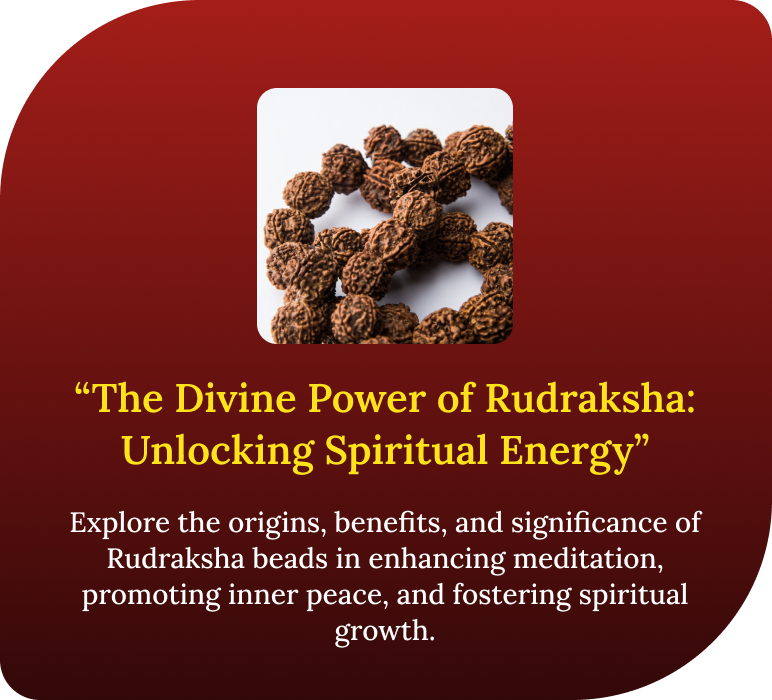 “The Divine Power of Rudraksha:
Unlocking Spiritual Energy”
Explore the origins, benefits, and significance of
Rudraksha beads in enhancing meditation,
promoting inner peace, and fostering spiritual
growth.